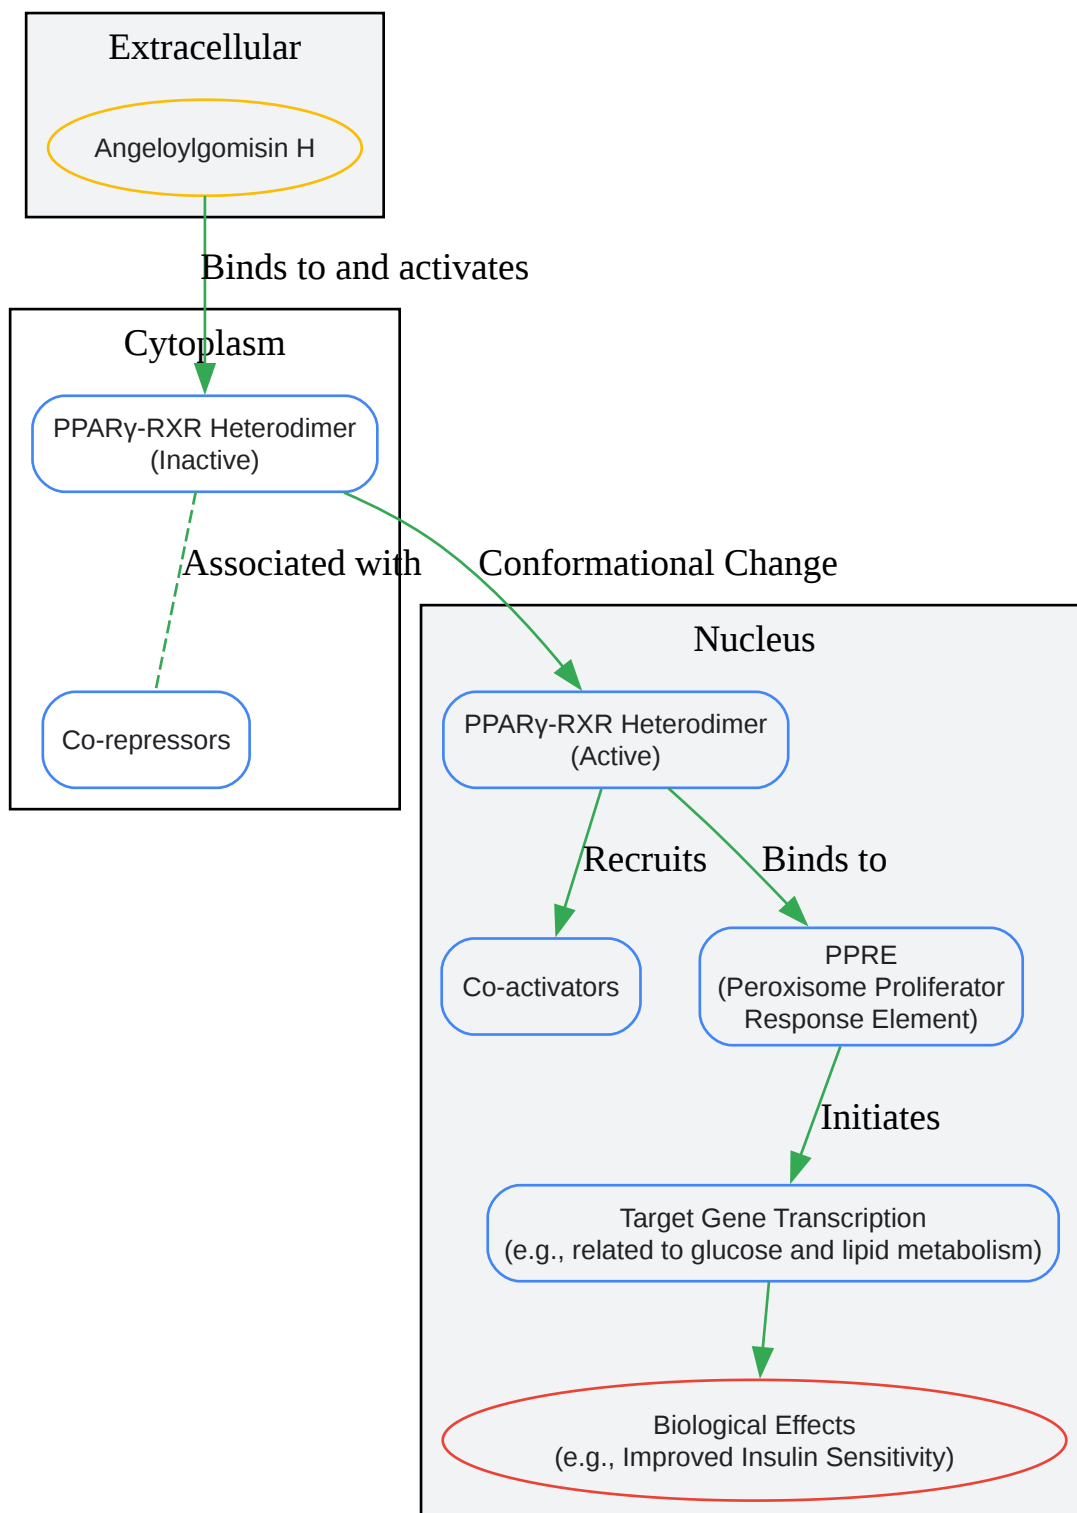 Extracellular
Angeloylgomisin H
Binds to and activates
Cytoplasm
PPARγ-RXR Heterodimer
(Inactive)
Associated with
Conformational Change
Co-repressors
Nucleus
PPARγ-RXR Heterodimer
(Active)
Recruits
Binds to
Co-activators
PPRE
(Peroxisome Proliferator
Response Element)
Initiates
Target Gene Transcription
(e.g., related to glucose and lipid metabolism)
Biological Effects
(e.g., Improved Insulin Sensitivity)